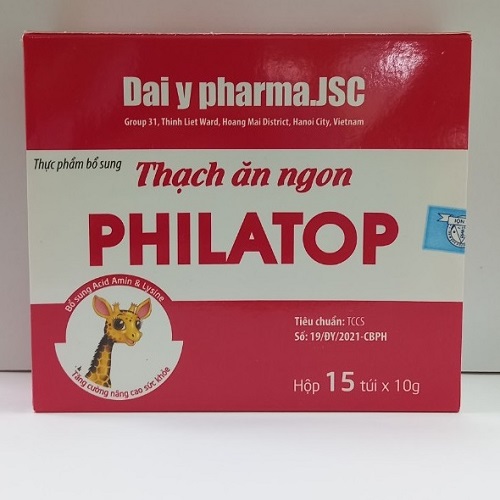 Dai y pharma.JSC
Group 31, Thinh Liet Ward, Hoang Mai District, Hanoi City, Vietnam
Thực phẩm bổ sung
Thạch ăn ngon
PHILATOP
Bổ sung Acid Amin & Lysine
Tăng cường nâng cao sức khỏe
Tiêu chuẩn: TCCS
Số: 19/ĐY/2021-CBPH
Hộp 15 túi x 10g